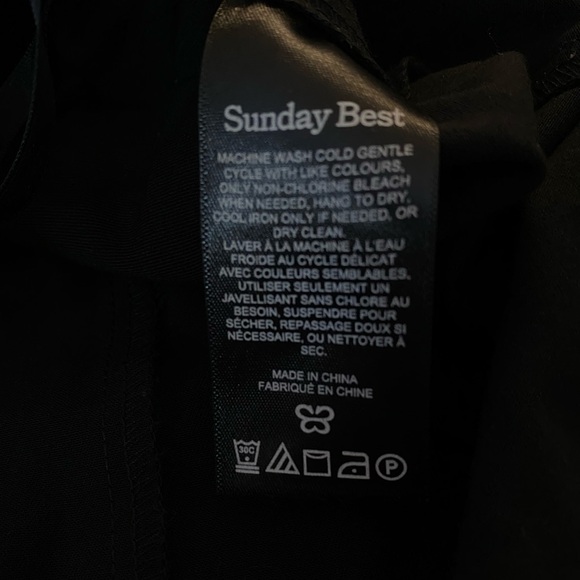 Sunday Best
MACHINE WASH COLD GENTLE
CYCLE WITH LIKE COLOURS,
ONLY NON-CHLORINE BLEACH
WHEN NEEDED, HANG TO DRY,
COOL IRON ONLY IF NEEDED, OR
DRY CLEAN.
LAVER À LA MACHINE À L'EAU
FROIDE AU CYCLE DÉLICAT
AVEC COULEURS SEMBLABLES,
UTILISER SEULEMENT UN
JAVELLISANT SANS CHLORE AU
BESOIN, SUSPENDRE POUR
SÉCHER, REPASSAGE DOUX SI
NÉCESSAIRE, OU NETTOYER À
SEC.
MADE IN CHINA
FABRIQUÉ EN CHINE
30C P